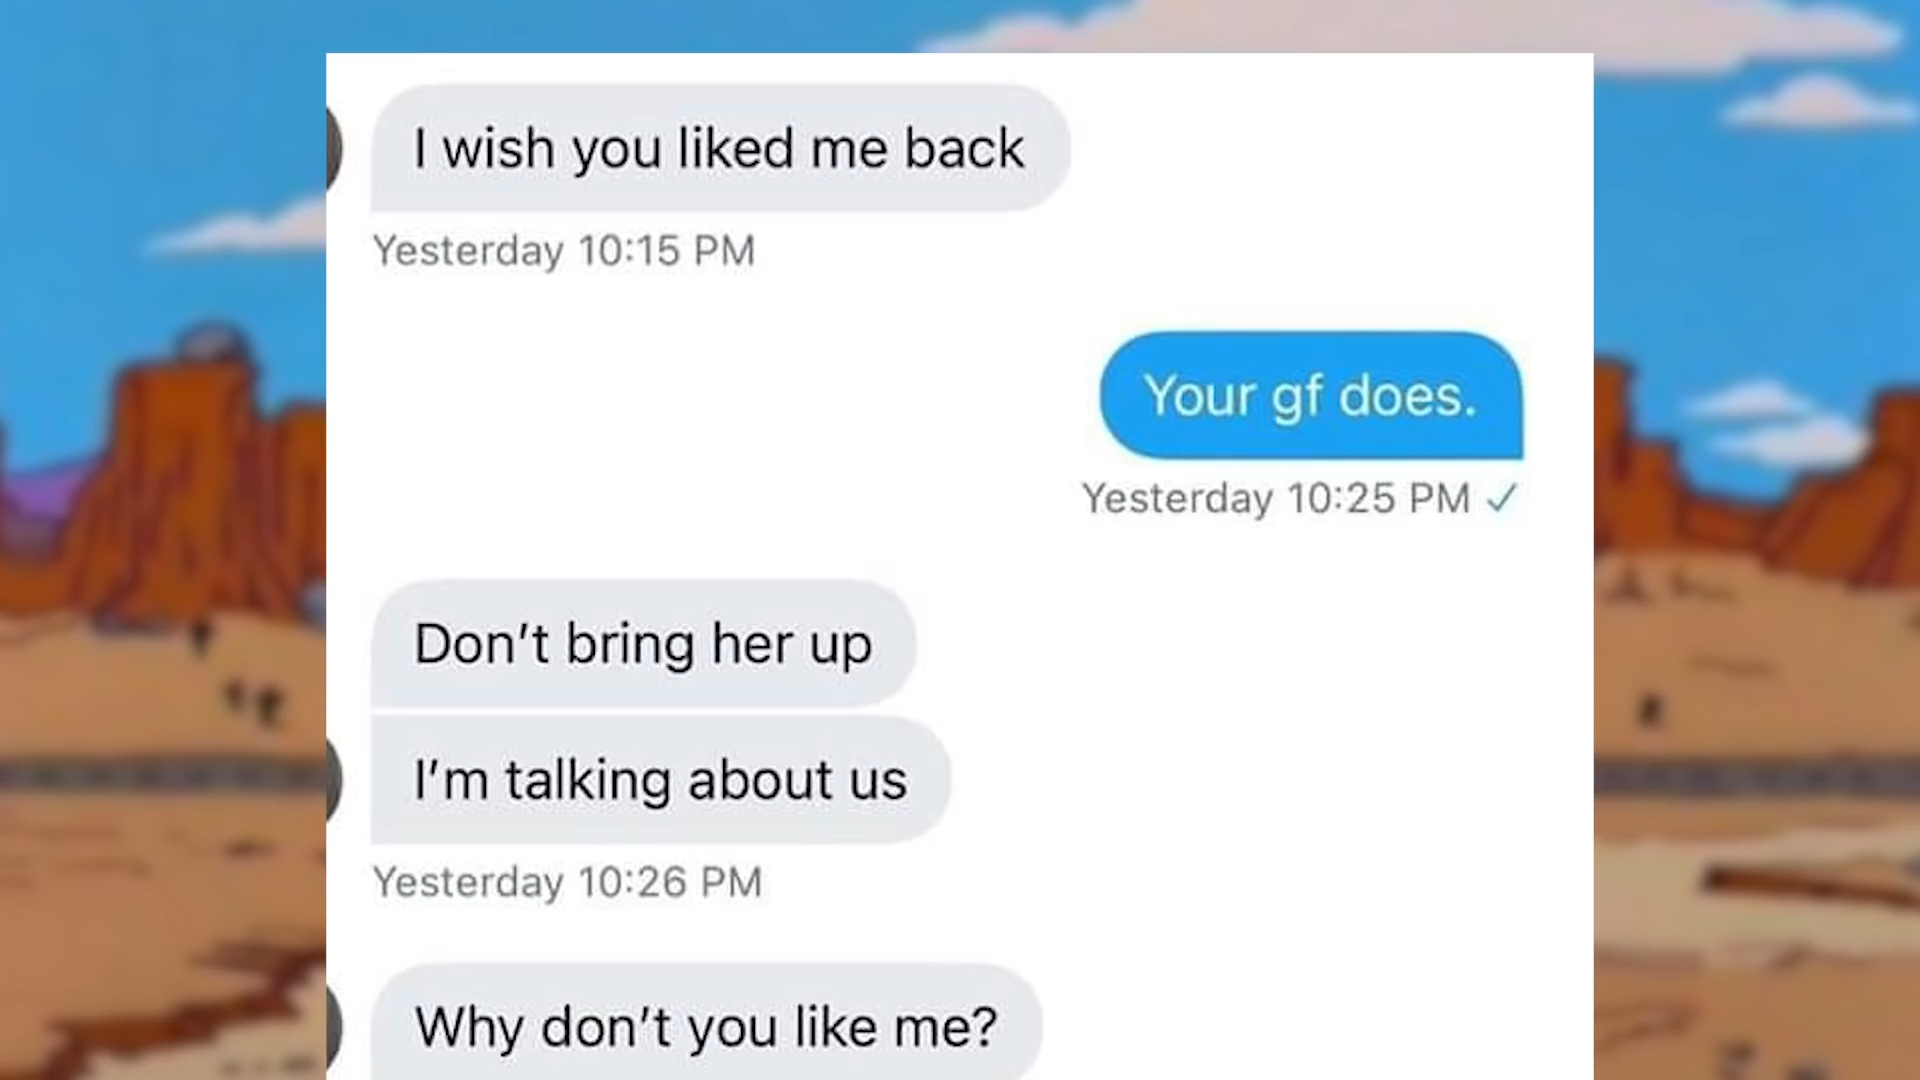 I wish you liked me back
Yesterday 10:15 PM
Your gf does.
Yesterday 10:25 PM ✓
Don't bring her up
I'm talking about us
Yesterday 10:26 PM
Why don't you like me?